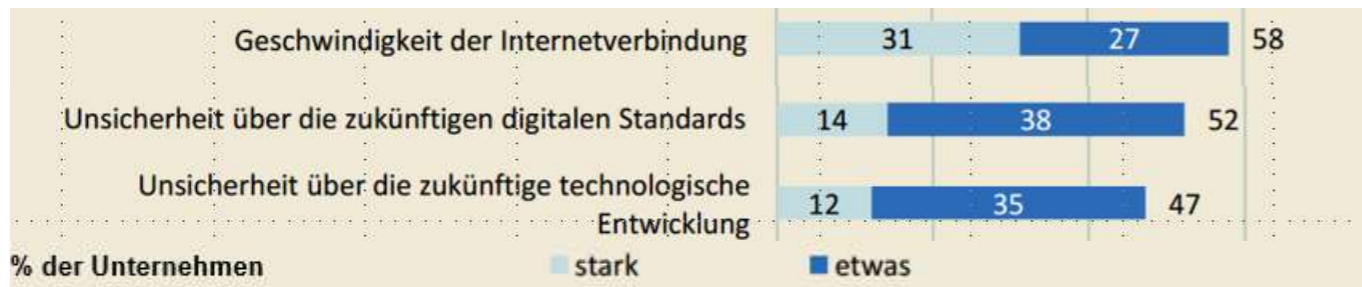 Geschwindigkeit der Internetverbindung 31 27 58
Unsicherheit über die zukünftigen digitalen Standards 14 38 52
Unsicherheit über die zukünftige technologische
Entwicklung 12 35 47
% der Unternehmen stark etwas